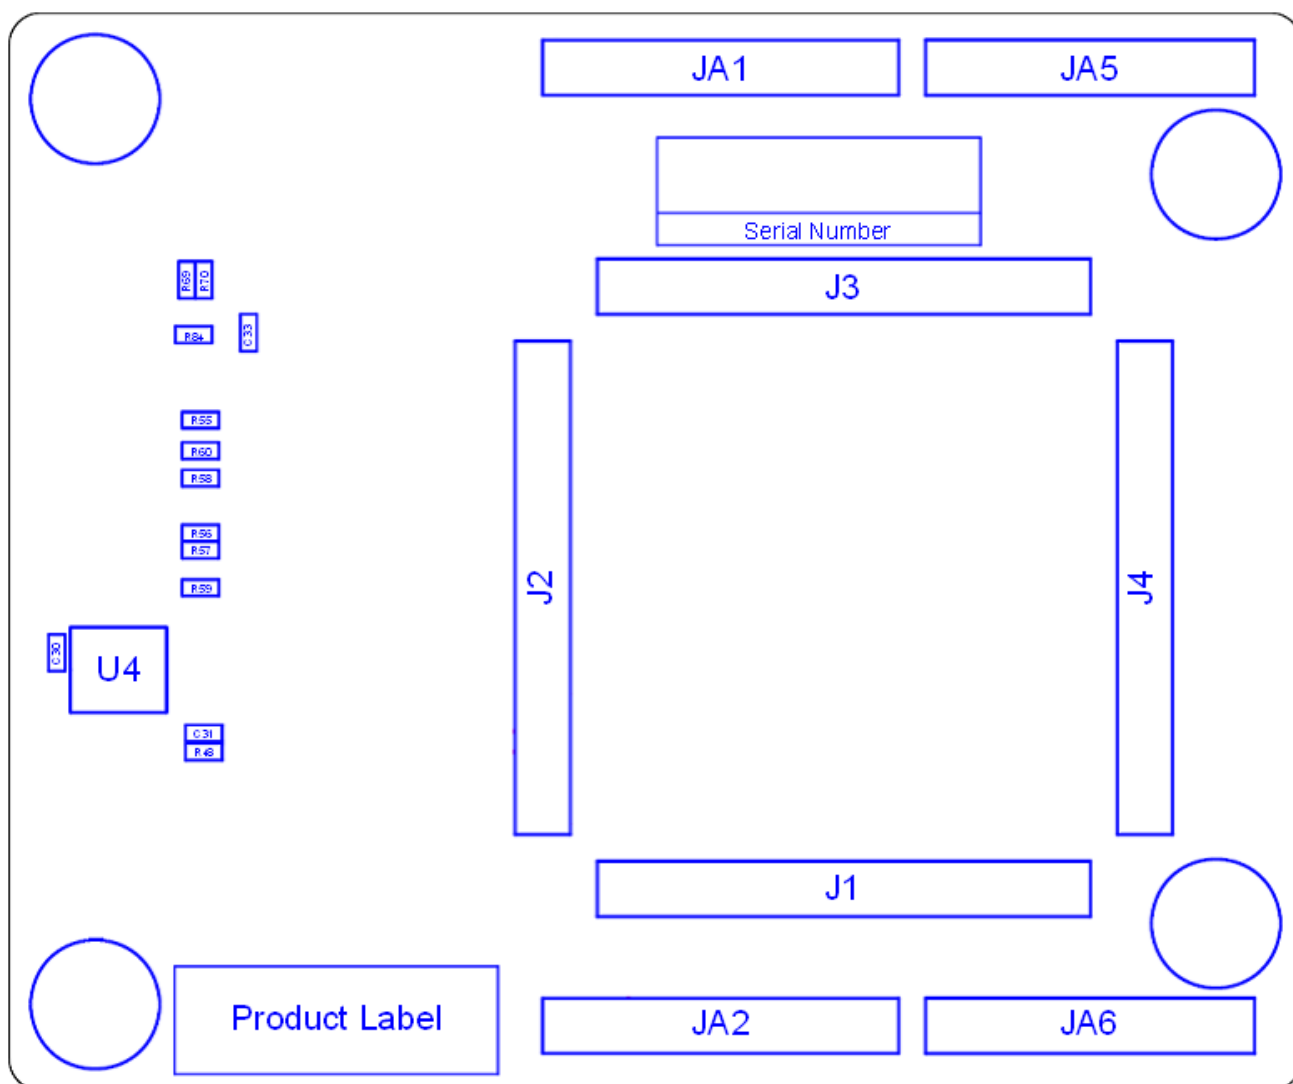 JA1
JA5
Serial Number
J3
R69
R70
R84
C33
R55
R60
R58
R56
R57
R59
J2
J4
C30
U4
C31
R48
J1
Product Label
JA2
JA6